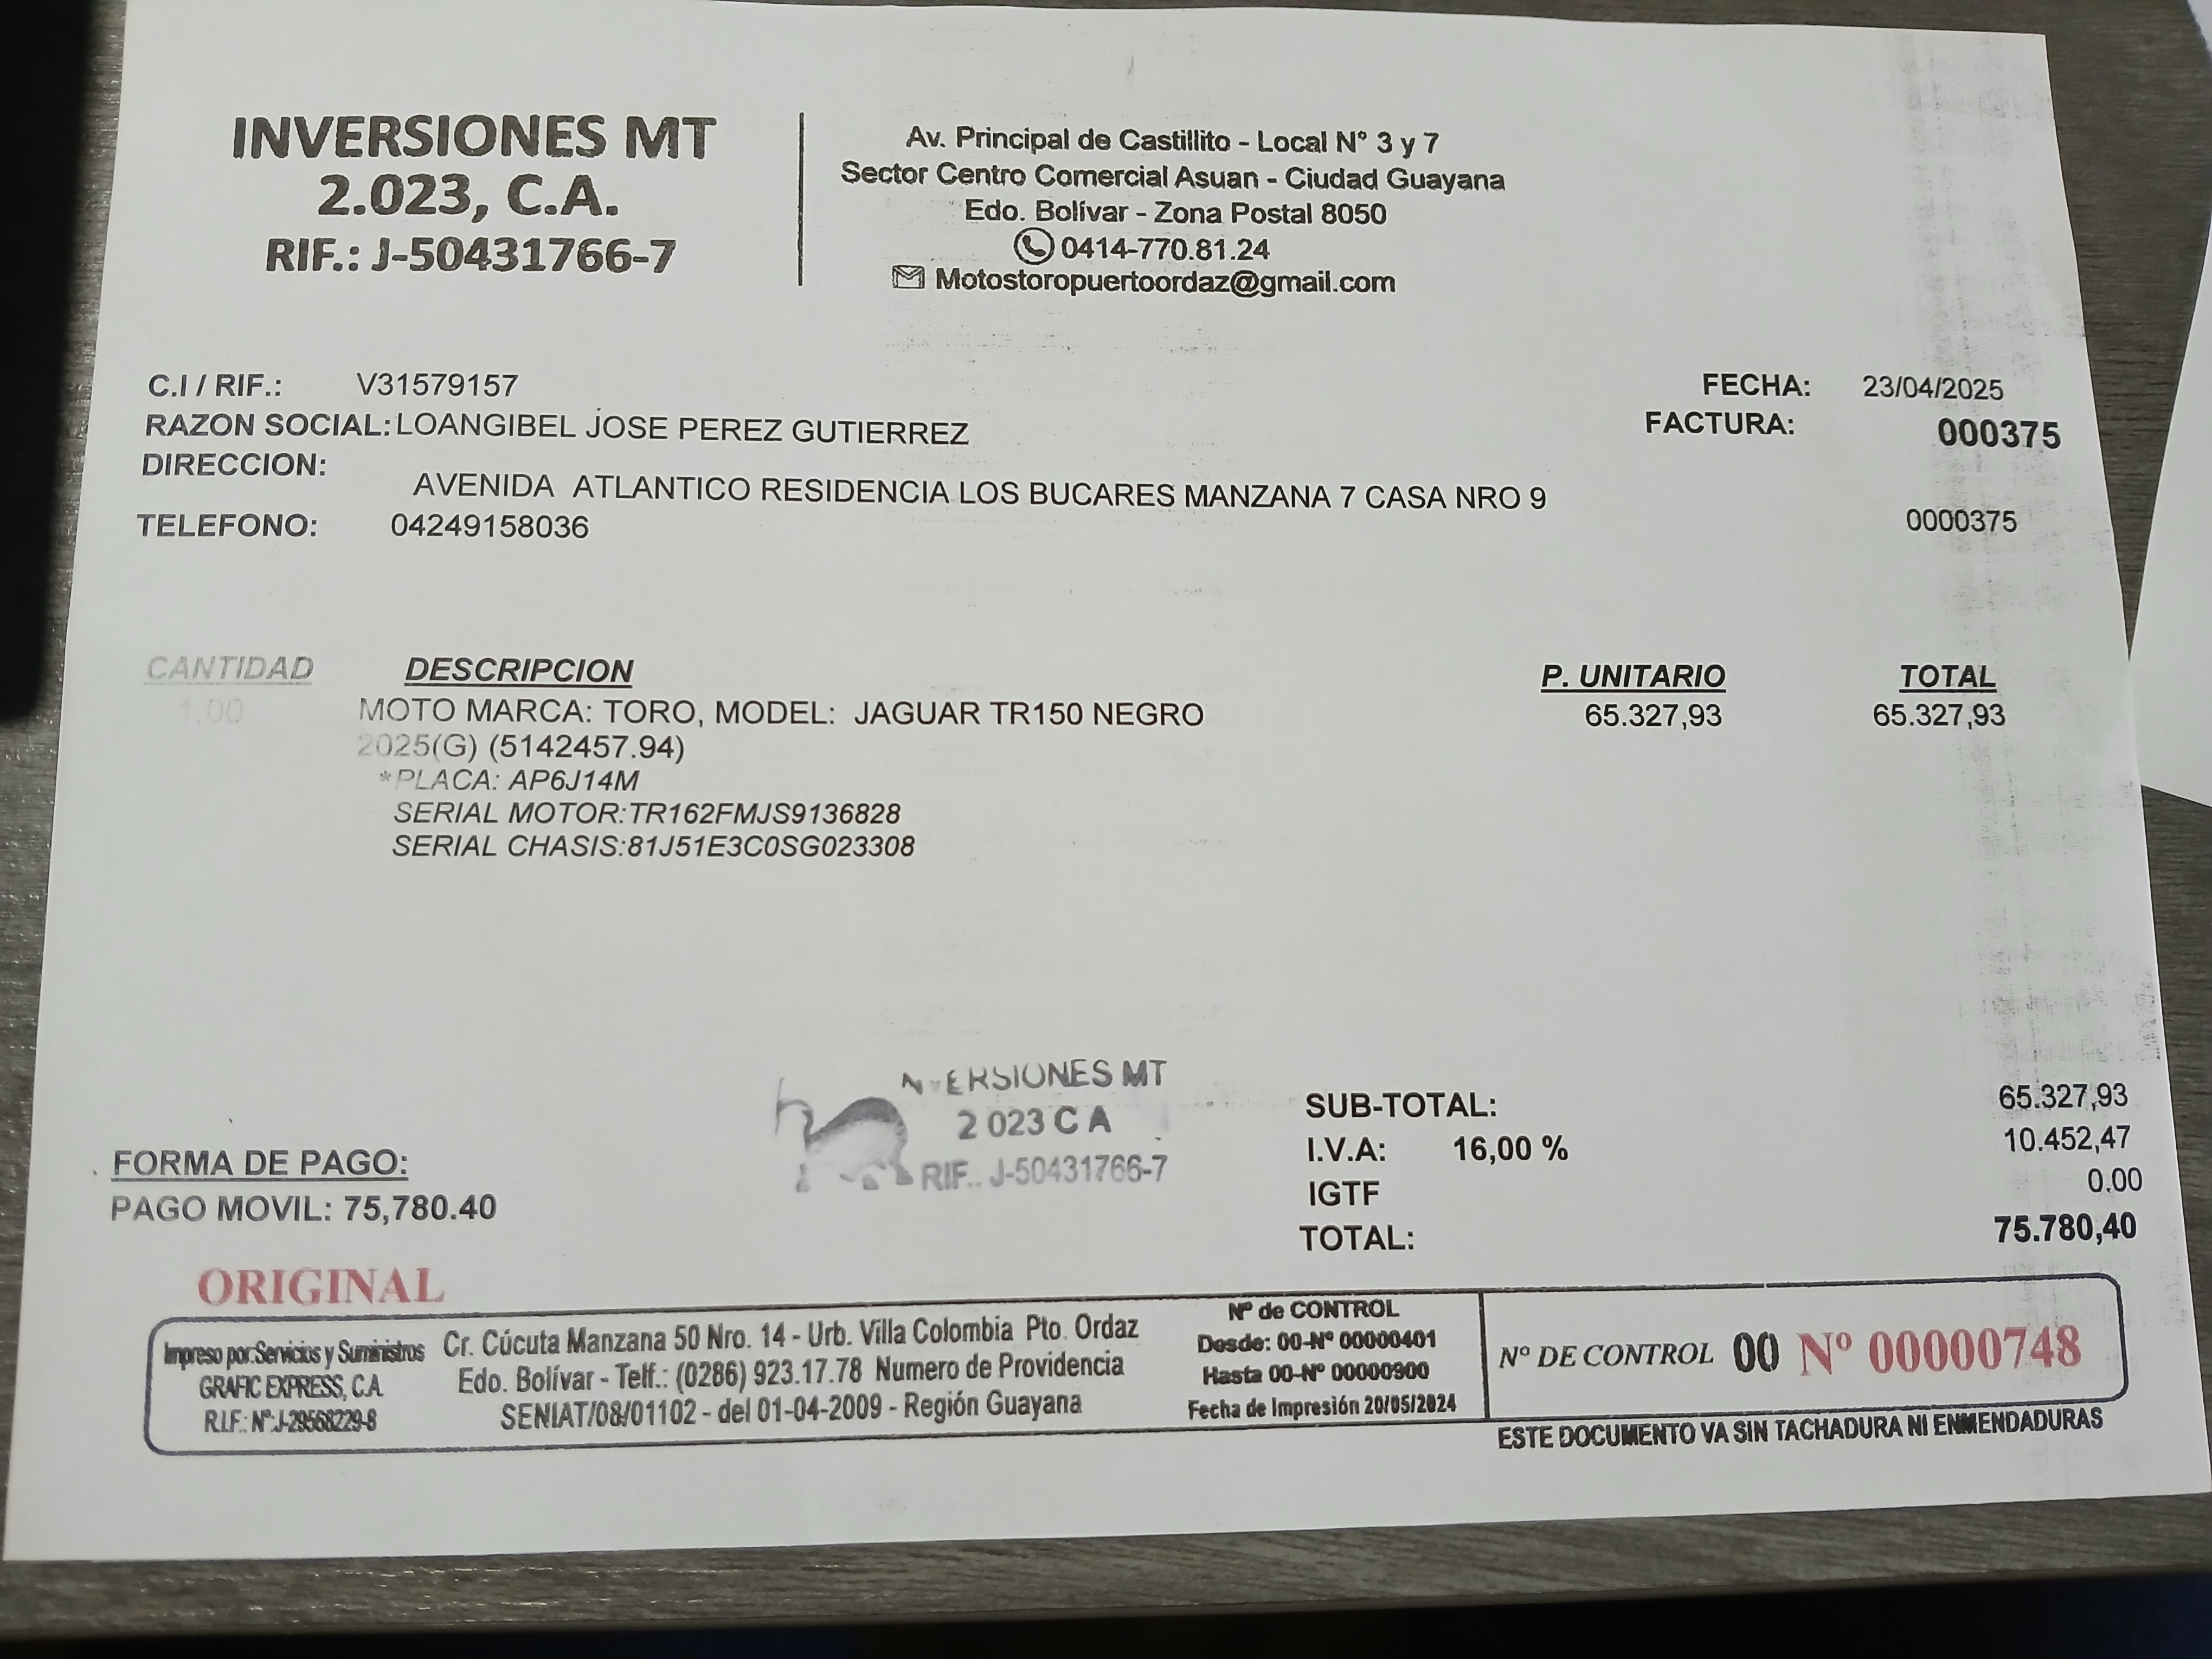 INVERSIONES MT
2.023, C.A.
RIF.: J-50431766-7
Av. Principal de Castillito - Local N° 3 y 7
Sector Centro Comercial Asuan - Ciudad Guayana
Edo. Bolívar - Zona Postal 8050
0414-770.81.24
Motostoropuertoordaz@gmail.com
C.I / RIF.: V31579157
RAZON SOCIAL: LOANGIBEL JOSE PEREZ GUTIERREZ
DIRECCION:
AVENIDA ATLANTICO RESIDENCIA LOS BUCARES MANZANA 7 CASA NRO 9
TELEFONO: 04249158036
FECHA: 23/04/2025
FACTURA: 000375
0000375
CANTIDAD DESCRIPCION P. UNITARIO TOTAL
1,00 MOTO MARCA: TORO, MODEL: JAGUAR TR150 NEGRO 65.327,93 65.327,93
2025(G) (5142457.94)
*PLACA: AP6J14M
SERIAL MOTOR:TR162FMJS9136828
SERIAL CHASIS:81J51E3C0SG023308
NVERSIONES MT
2 023 C A
RIF.. J-50431766-7
FORMA DE PAGO:
PAGO MOVIL: 75,780.40
SUB-TOTAL: 65.327,93
I.V.A: 16,00 % 10.452,47
IGTF 0.00
TOTAL: 75.780,40
ORIGINAL
Impreso por:Servicios y Suministros
GRAFIC EXPRESS, C.A.
R.I.F.: N°:J-29568229-8
Cr. Cúcuta Manzana 50 Nro. 14 - Urb. Villa Colombia Pto. Ordaz
Edo. Bolívar - Telf.: (0286) 923.17.78 Numero de Providencia
SENIAT/08/01102 - del 01-04-2009 - Región Guayana
Nº de CONTROL
Desde: 00-Nº 00000401
Hasta 00-Nº 00000900
Fecha de Impresión 20/05/2024
Nº DE CONTROL 00 Nº 00000748
ESTE DOCUMENTO VA SIN TACHADURA NI ENMENDADURAS